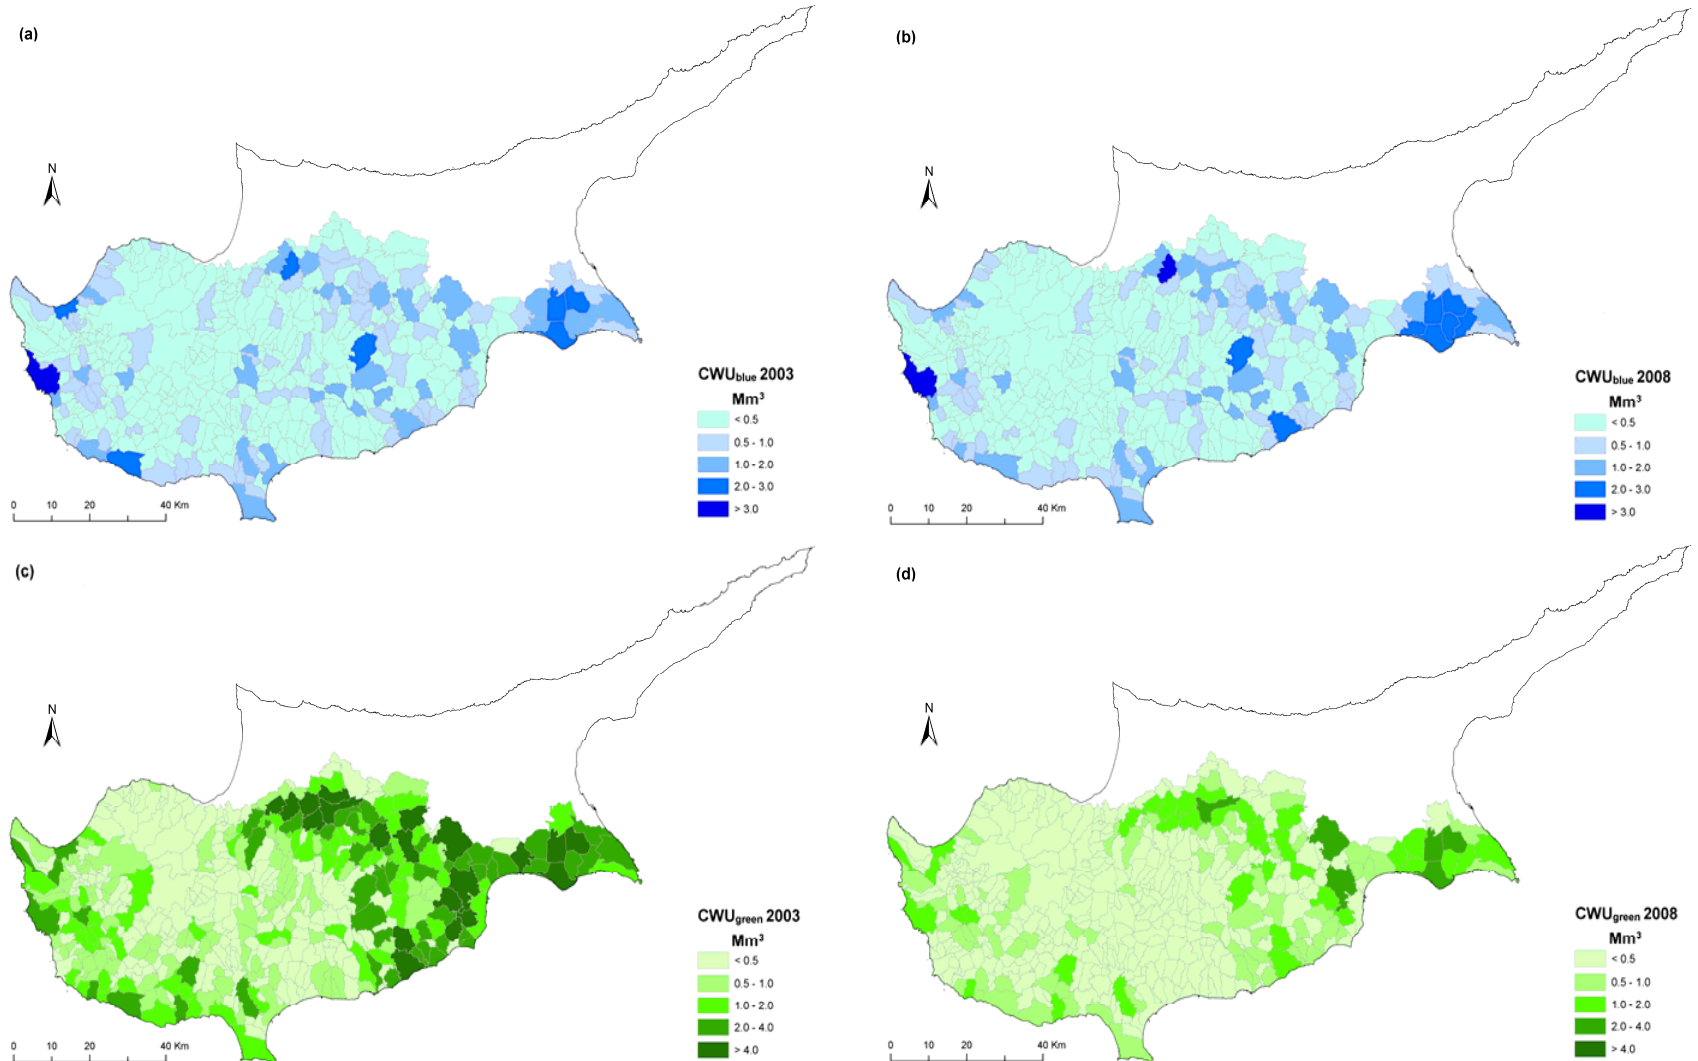 (a)
N
CWUblue 2003
Mm³
< 0.5
0.5 - 1.0
1.0 - 2.0
2.0 - 3.0
> 3.0
0 10 20 40 Km
(b)
N
CWUblue 2008
Mm³
< 0.5
0.5 - 1.0
1.0 - 2.0
2.0 - 3.0
> 3.0
0 10 20 40 Km
(c)
N
CWUgreen 2003
Mm³
< 0.5
0.5 - 1.0
1.0 - 2.0
2.0 - 4.0
> 4.0
0 10 20 40 Km
(d)
N
CWUgreen 2008
Mm³
< 0.5
0.5 - 1.0
1.0 - 2.0
2.0 - 4.0
> 4.0
0 10 20 40 Km